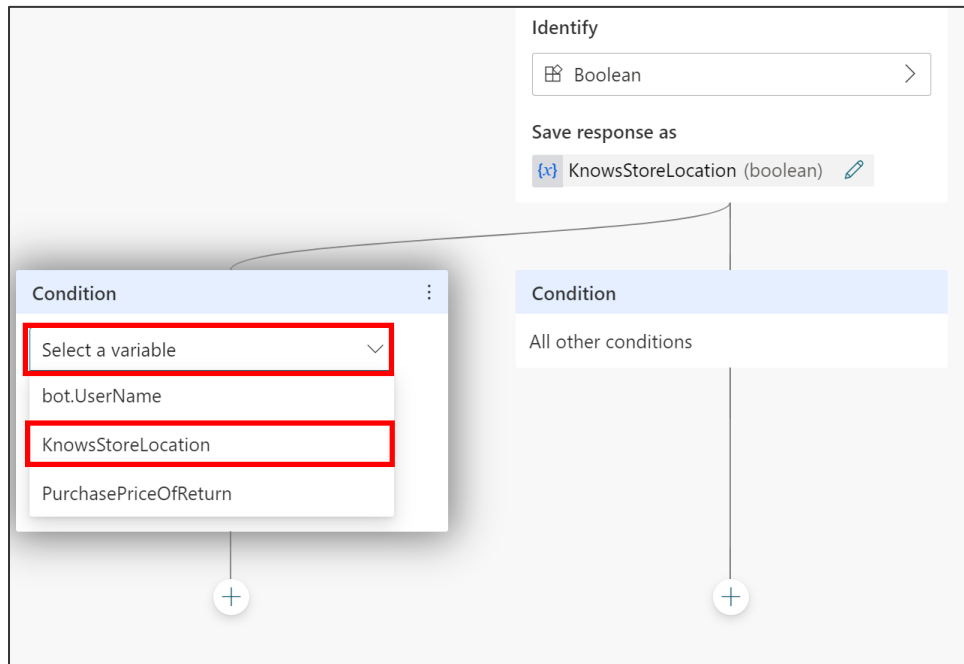 Identify
Boolean
Save response as
{x} KnowsStoreLocation (boolean)
Condition
Select a variable
bot.UserName
KnowsStoreLocation
PurchasePriceOfReturn
Condition
All other conditions